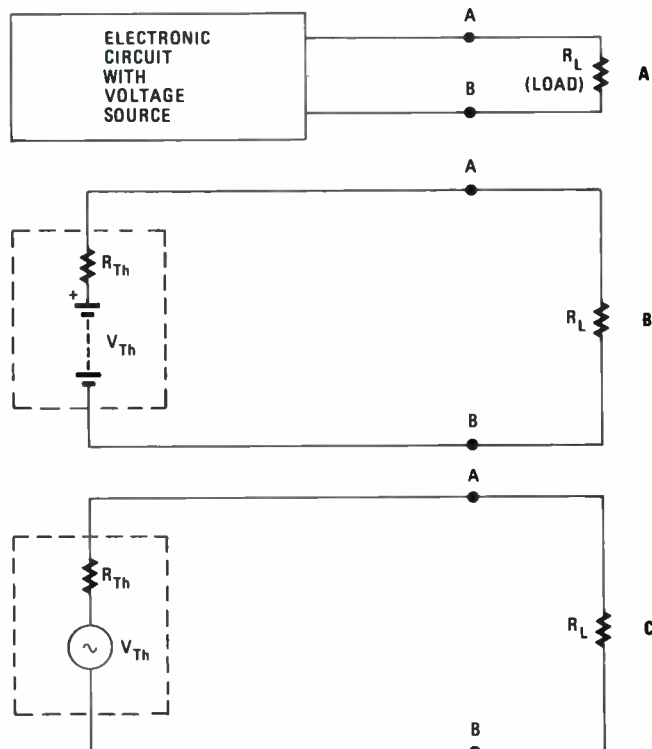 ELECTRONIC
CIRCUIT
WITH
VOLTAGE
SOURCE
A
B
R_L
(LOAD)
A
A
R_Th
+
V_Th
R_L
B
B
A
R_Th
V_Th
R_L
C
B